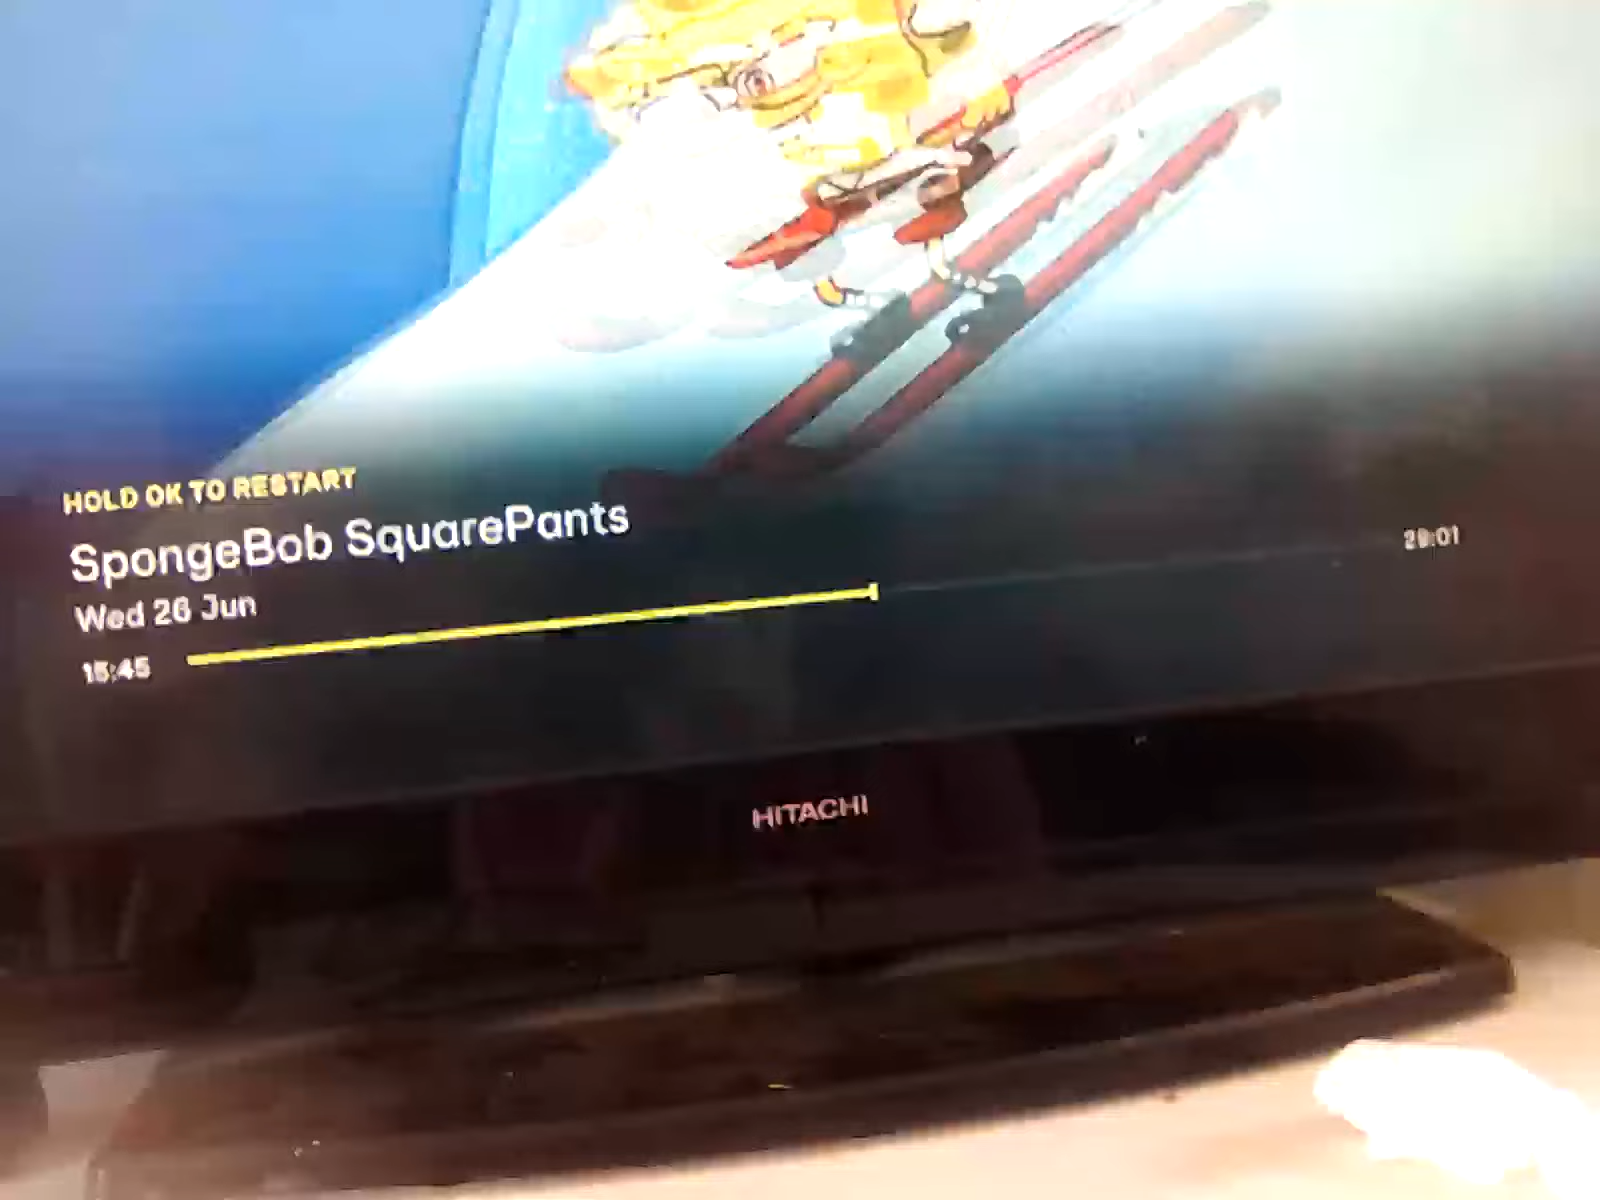 HOLD OK TO RESTART
SpongeBob SquarePants
Wed 26 Jun
15:45
29:01
HITACHI